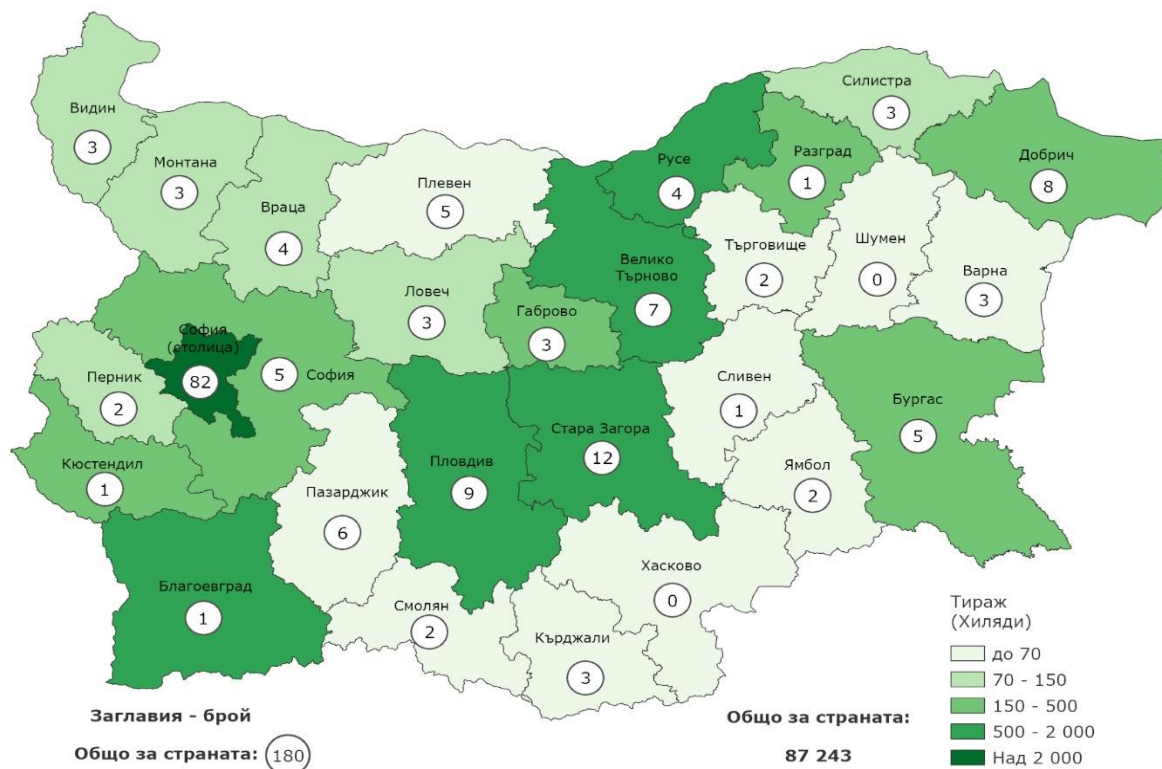 Видин
3
Монтана
3
Враца
4
Плевен
5
Ловеч
3
Габрово
3
Велико
Търново
7
Русе
4
Разград
1
Силистра
3
Добрич
8
Търговище
2
Шумен
0
Варна
3
София
(столица)
82
5
София
Перник
2
Кюстендил
1
Благоевград
1
Пазарджик
6
Пловдив
9
Стара Загора
12
Сливен
1
Ямбол
2
Бургас
5
Смолян
2
Кърджали
3
Хасково
0
Заглавия - брой
Общо за страната: 180
Общо за страната:
87 243
Тираж
(Хиляди)
до 70
70 - 150
150 - 500
500 - 2 000
Над 2 000